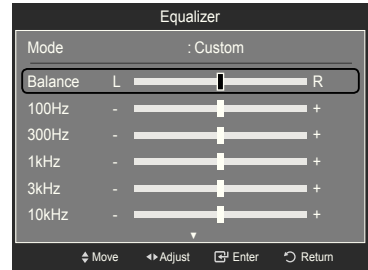 Equalizer
Mode : Custom
Balance L R
100Hz - +
300Hz - +
1kHz - +
3kHz - +
10kHz - +
Move Adjust Enter Return